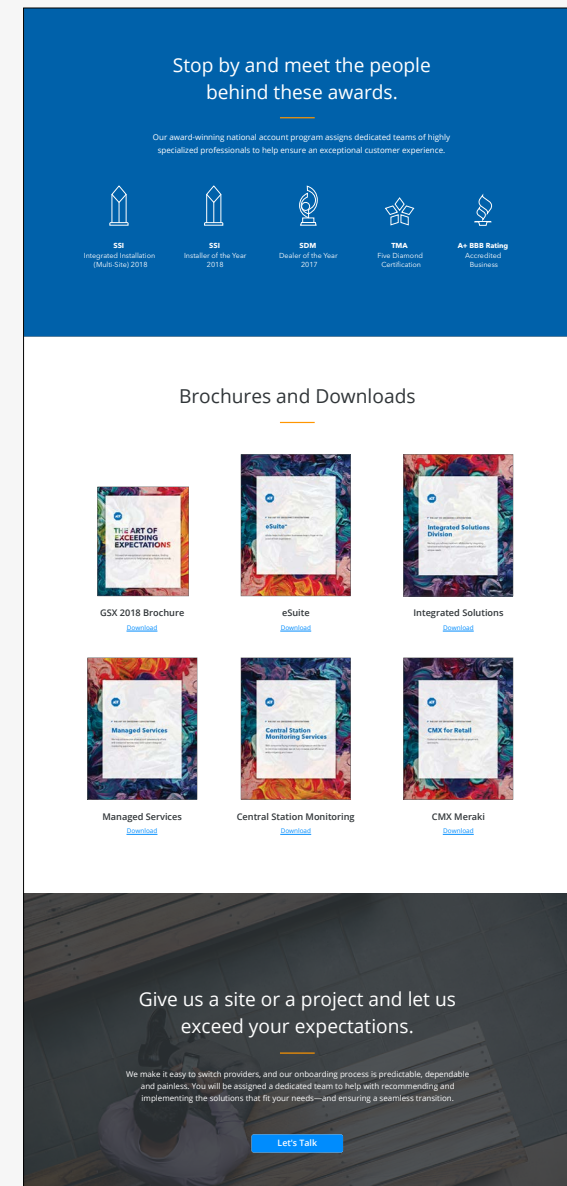 Stop by and meet the people
behind these awards.
Our award-winning national account program assigns dedicated teams of highly
specialized professionals to help ensure an exceptional customer experience.
SSI
Integrated Installation
(Multi-Site) 2018
SSI
Installer of the Year
2018
SDM
Dealer of the Year
2017
TMA
Five Diamond
Certification
A+ BBB Rating
Accredited
Business
Brochures and Downloads
THE ART OF
EXCEEDING
EXPECTATIONS
GSX 2018 Brochure
Download
eSuite
eSuite
Download
Integrated Solutions
Division
Integrated Solutions
Download
Managed Services
Managed Services
Download
Central Station
Monitoring Services
Central Station Monitoring
Download
CMX for Retail
CMX Meraki
Download
Give us a site or a project and let us
exceed your expectations.
We make it easy to switch providers, and our onboarding process is predictable, dependable
and painless. You will be assigned a dedicated team to help with recommending and
implementing the solutions that fit your needs—and ensuring a seamless transition.
Let's Talk